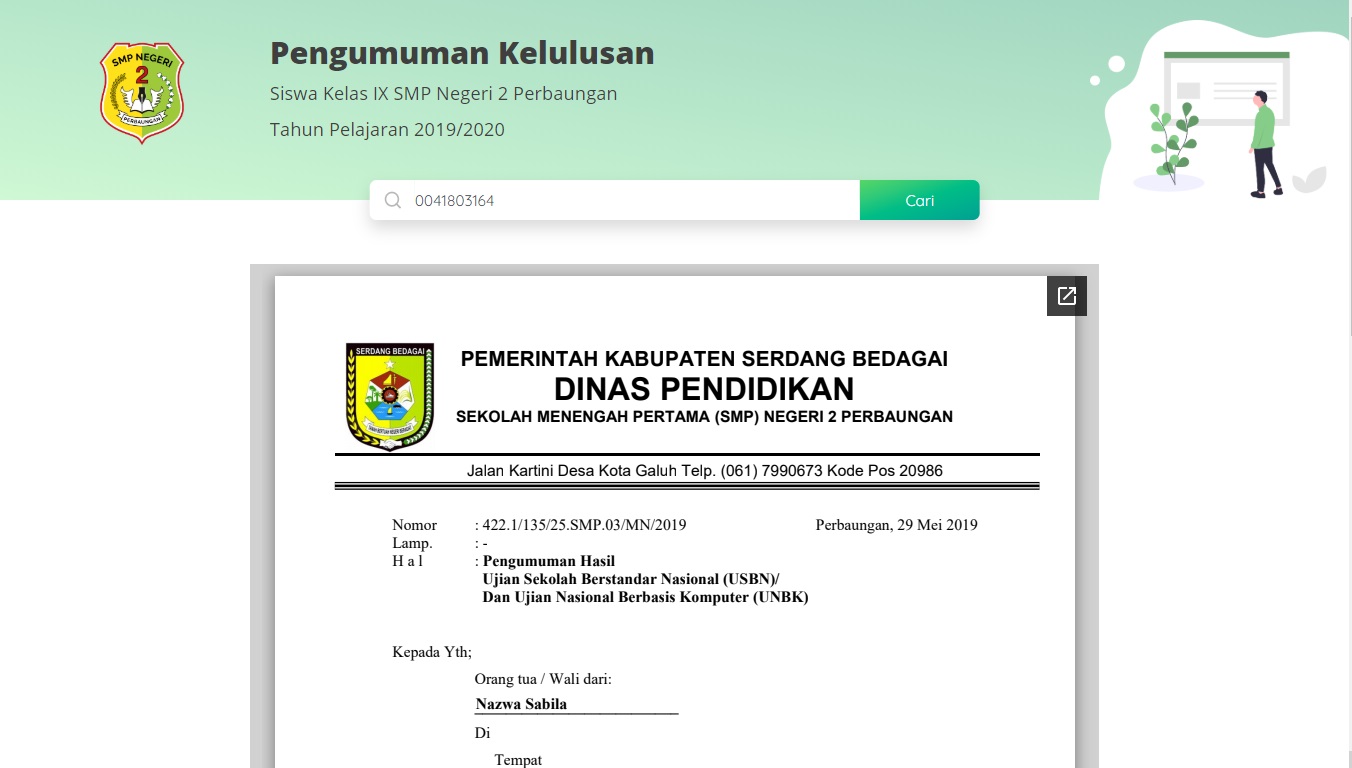 SMP NEGERI
2
PERBAUNGAN
Pengumuman Kelulusan
Siswa Kelas IX SMP Negeri 2 Perbaungan
Tahun Pelajaran 2019/2020
0041803164
Cari
SERDANG BEDAGAI
PEMERINTAH KABUPATEN SERDANG BEDAGAI
DINAS PENDIDIKAN
SEKOLAH MENENGAH PERTAMA (SMP) NEGERI 2 PERBAUNGAN
Jalan Kartini Desa Kota Galuh Telp. (061) 7990673 Kode Pos 20986
Nomor : 422.1/135/25.SMP.03/MN/2019 Perbaungan, 29 Mei 2019
Lamp. : -
H a l : Pengumuman Hasil
Ujian Sekolah Berstandar Nasional (USBN)/
Dan Ujian Nasional Berbasis Komputer (UNBK)
Kepada Yth;
Orang tua / Wali dari:
Nazwa Sabila
Di
Tempat